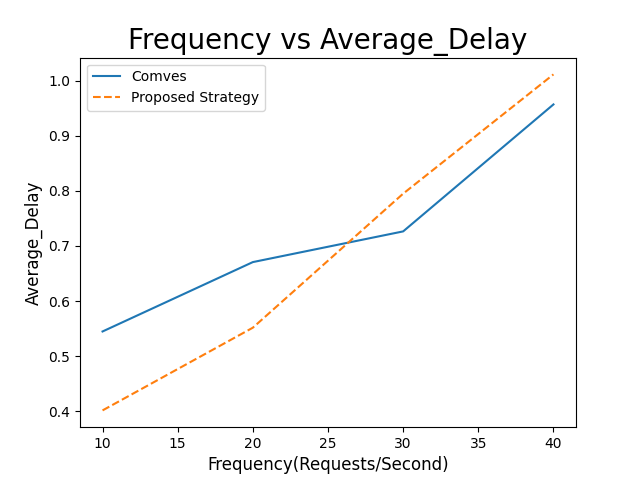 Frequency vs Average_Delay
Comves
Proposed Strategy
Average_Delay
1.0
0.9
0.8
0.7
0.6
0.5
0.4
10 15 20 25 30 35 40
Frequency(Requests/Second)